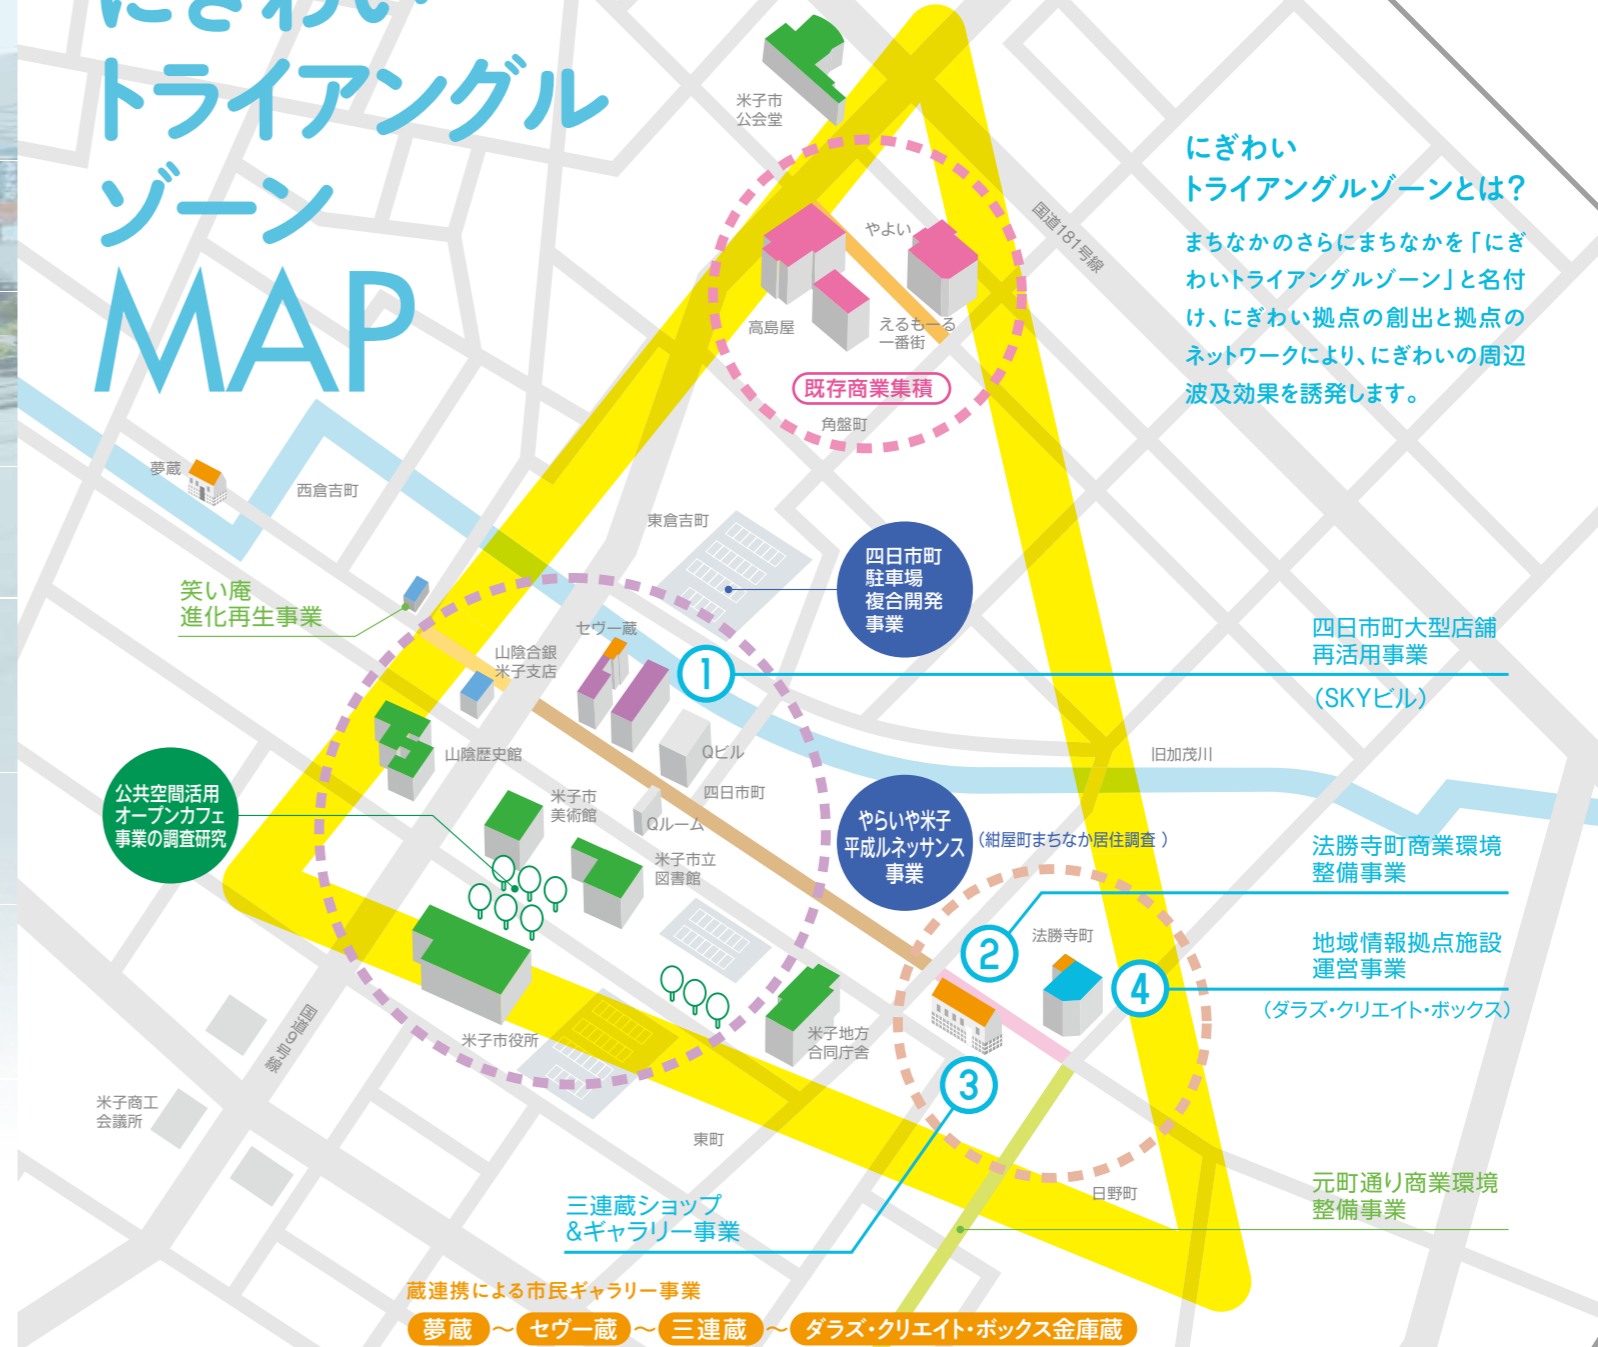 にぎわい
トライアングル
ゾーン
MAP
にぎわい
トライアングルゾーンとは?
まちなかのさらにまちなかを「にぎ
わいトライアングルゾーン」と名付
け、にぎわい拠点の創出と拠点の
ネットワークにより、にぎわいの周辺
波及効果を誘発します。
米子市
公会堂
国道181号線
やよい
高島屋
えるもーる
一番街
既存商業集積
角盤町
夢蔵
西倉吉町
東倉吉町
四日市町
駐車場
複合開発
事業
笑い庵
進化再生事業
セヴー蔵
山陰合銀
米子支店
1
四日市町大型店舗
再活用事業
(SKYビル)
山陰歴史館
Qビル
旧加茂川
四日市町
公共空間活用
オープンカフェ
事業の調査研究
米子市
美術館
Qルーム
やらいや米子
平成ルネッサンス
事業
(紺屋町まちなか居住調査 )
法勝寺町商業環境
整備事業
米子市立
図書館
2
法勝寺町
地域情報拠点施設
運営事業
4
(ダラズ・クリエイト・ボックス)
国道9号線
米子市役所
米子地方
合同庁舎
3
米子商工
会議所
東町
日野町
元町通り商業環境
整備事業
三連蔵ショップ
&ギャラリー事業
蔵連携による市民ギャラリー事業
夢蔵～セヴー蔵～三連蔵～ダラズ・クリエイト・ボックス金庫蔵